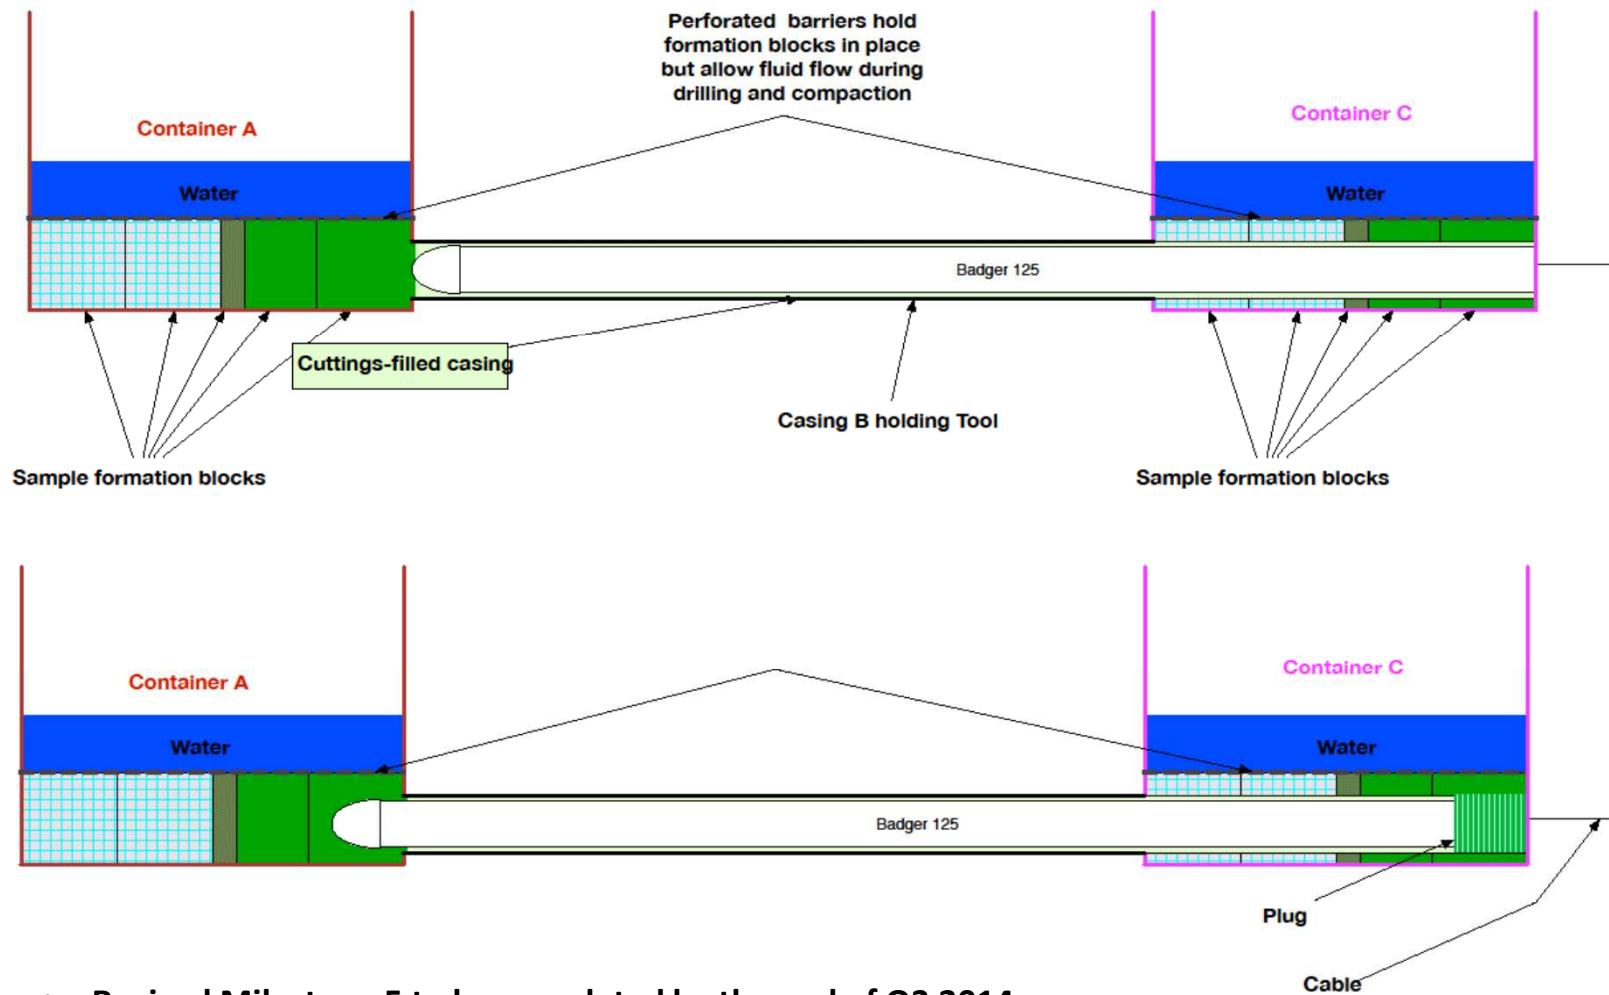 Perforated barriers hold
formation blocks in place
but allow fluid flow during
drilling and compaction
Container A
Container C
Water
Water
Badger 125
Cuttings-filled casing
Casing B holding Tool
Sample formation blocks
Sample formation blocks
Container A
Container C
Water
Water
Badger 125
Plug
Cable